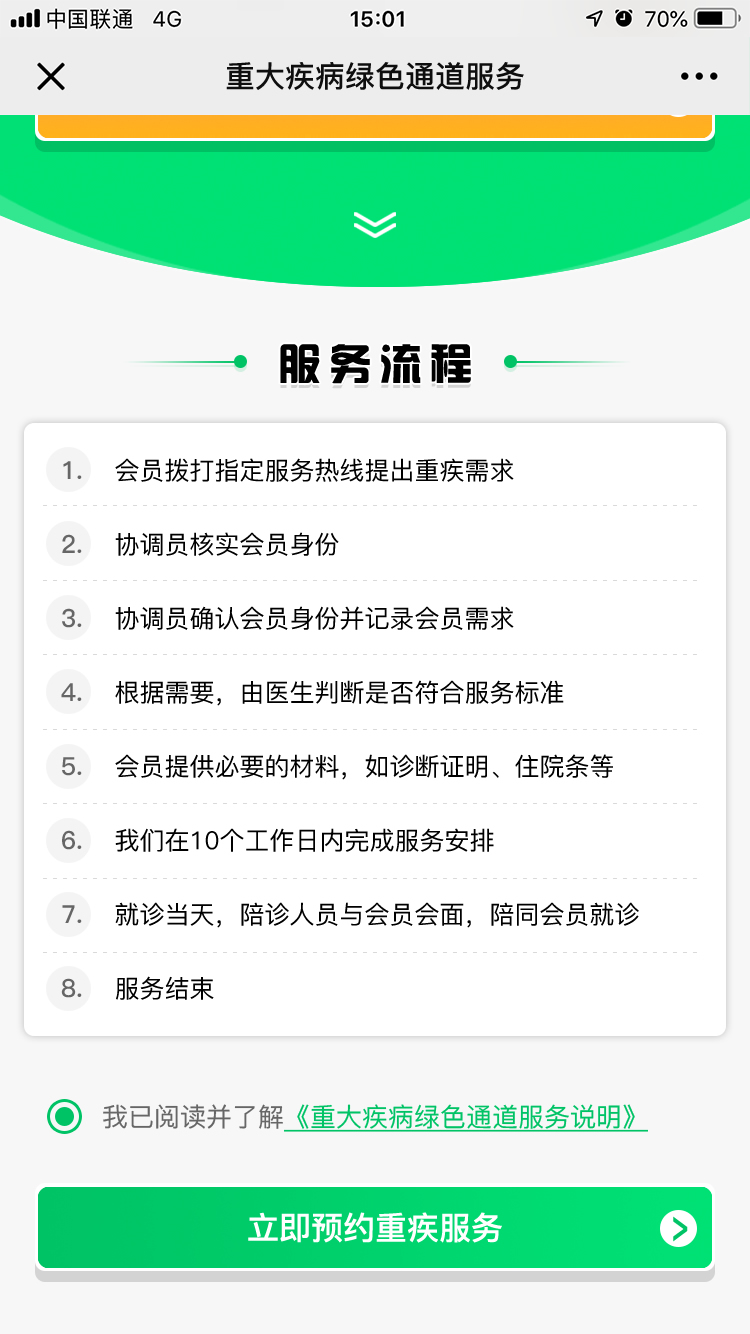 中国联通 4G 15:01 70%
重大疾病绿色通道服务
服务流程
1. 会员拨打指定服务热线提出重疾需求
2. 协调员核实会员身份
3. 协调员确认会员身份并记录会员需求
4. 根据需要，由医生判断是否符合服务标准
5. 会员提供必要的材料，如诊断证明、住院条等
6. 我们在10个工作日内完成服务安排
7. 就诊当天，陪诊人员与会员会面，陪同会员就诊
8. 服务结束
我已阅读并了解《重大疾病绿色通道服务说明》
立即预约重疾服务